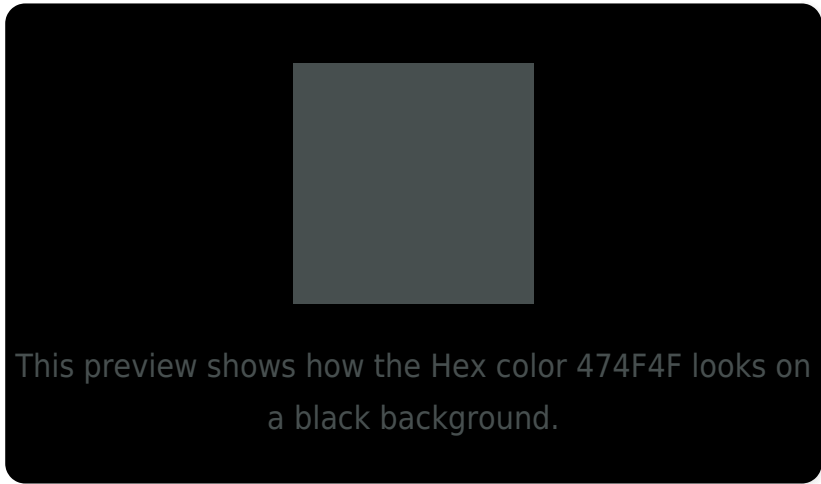 This preview shows how the Hex color 474F4F looks on
a black background.